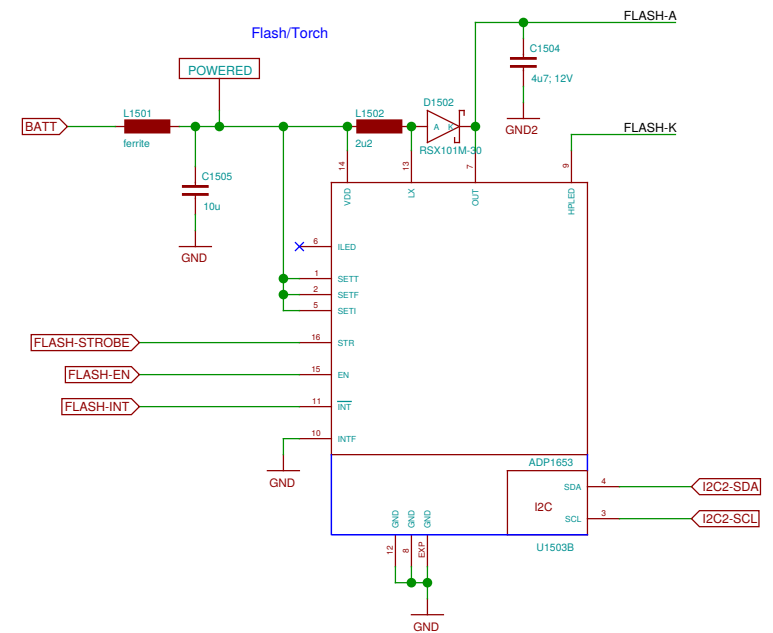 Flash/Torch
FLASH-A
C1504
4u7; 12V
GND2
POWERED
BATT
L1501
ferrite
L1502
2u2
D1502
A K
RSX101M-30
FLASH-K
C1505
10u
GND
14
13
7
9
VDD
LX
OUT
HPLED
6 ILED
1 SETT
2 SETF
5 SETI
FLASH-STROBE 16 STR
FLASH-EN 15 EN
FLASH-INT 11 INT
10 INTF
GND
ADP1653
I2C
SDA 4 I2C2-SDA
SCL 3 I2C2-SCL
U1503B
GND
GND
GND
12
8
EXP
GND